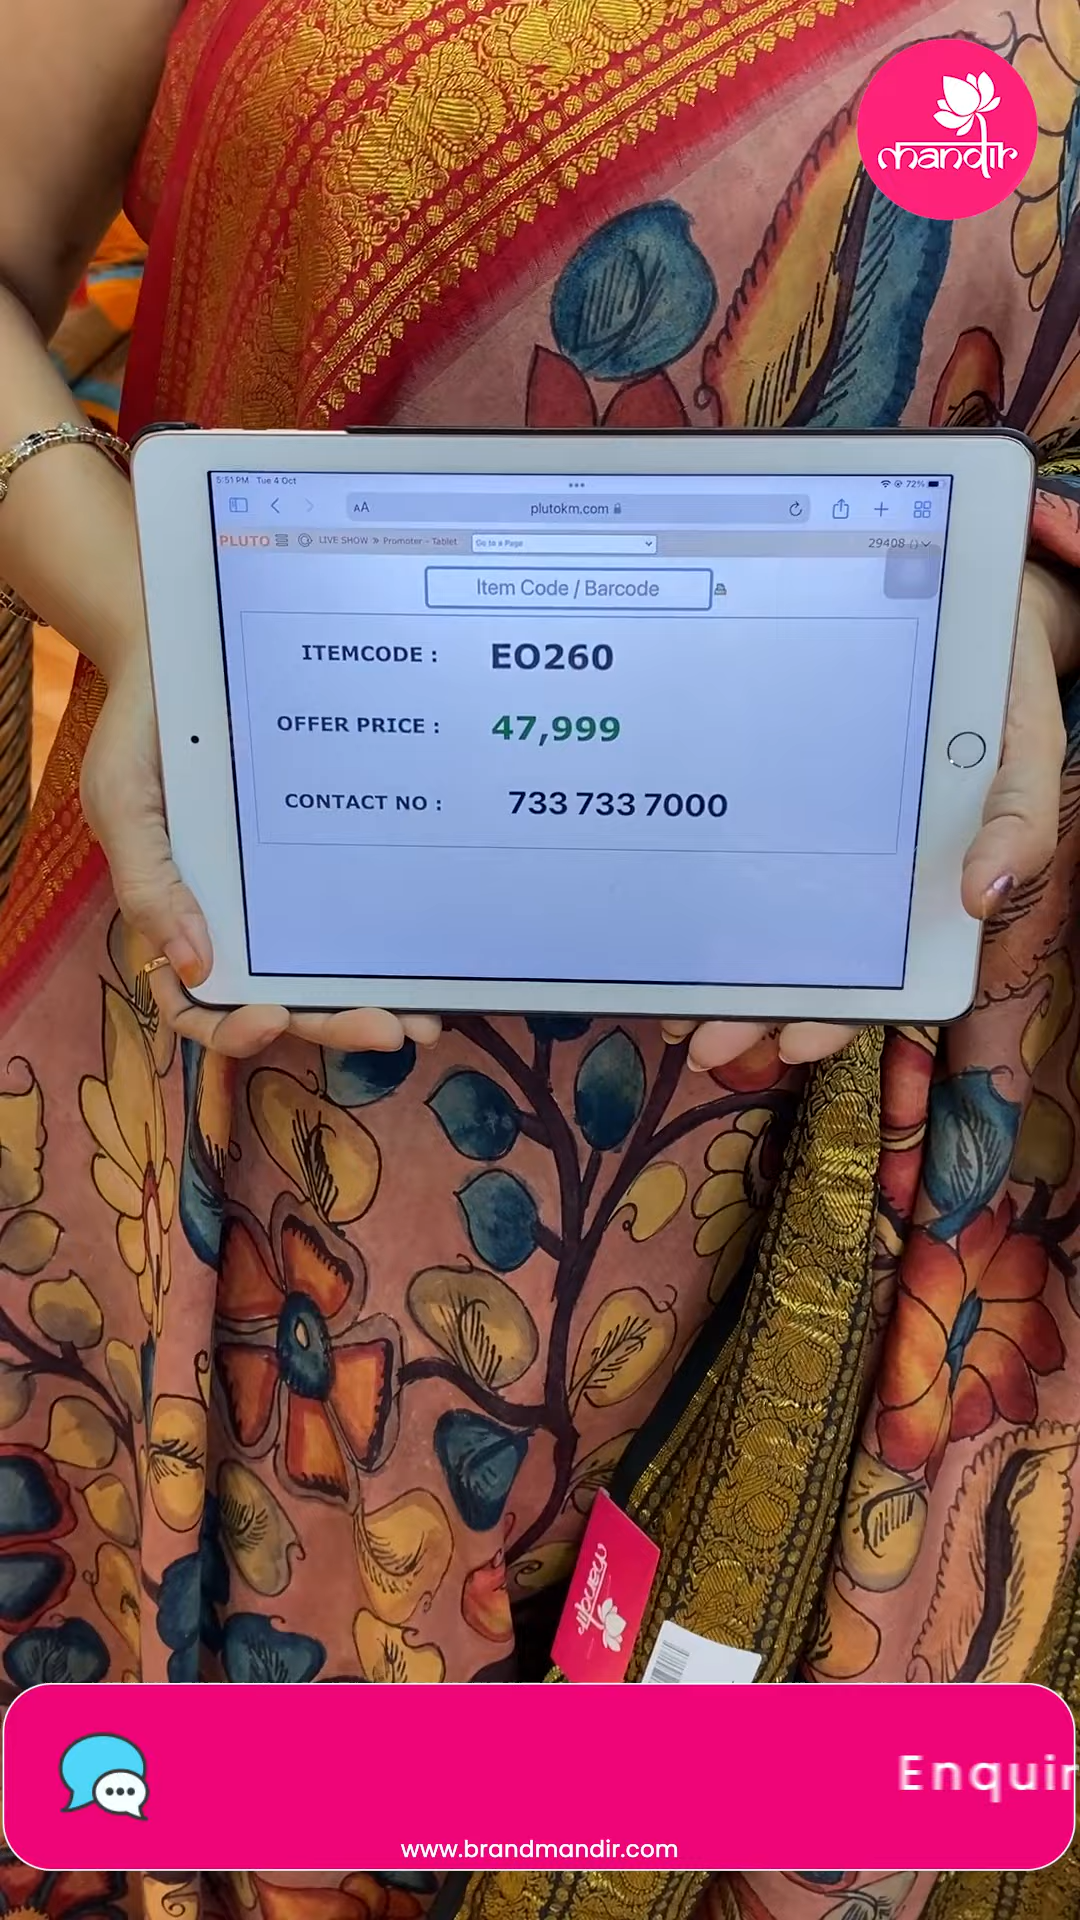 mandir
5:51 PM Tue 4 Oct
72%
AA
plutokm.com
PLUTO
LIVE SHOW » Promoter - Tablet
Go to a Page
29408 ()
Item Code / Barcode
ITEMCODE : EO260
OFFER PRICE : 47,999
CONTACT NO : 733 733 7000
mandir
Enquir
www.brandmandir.com